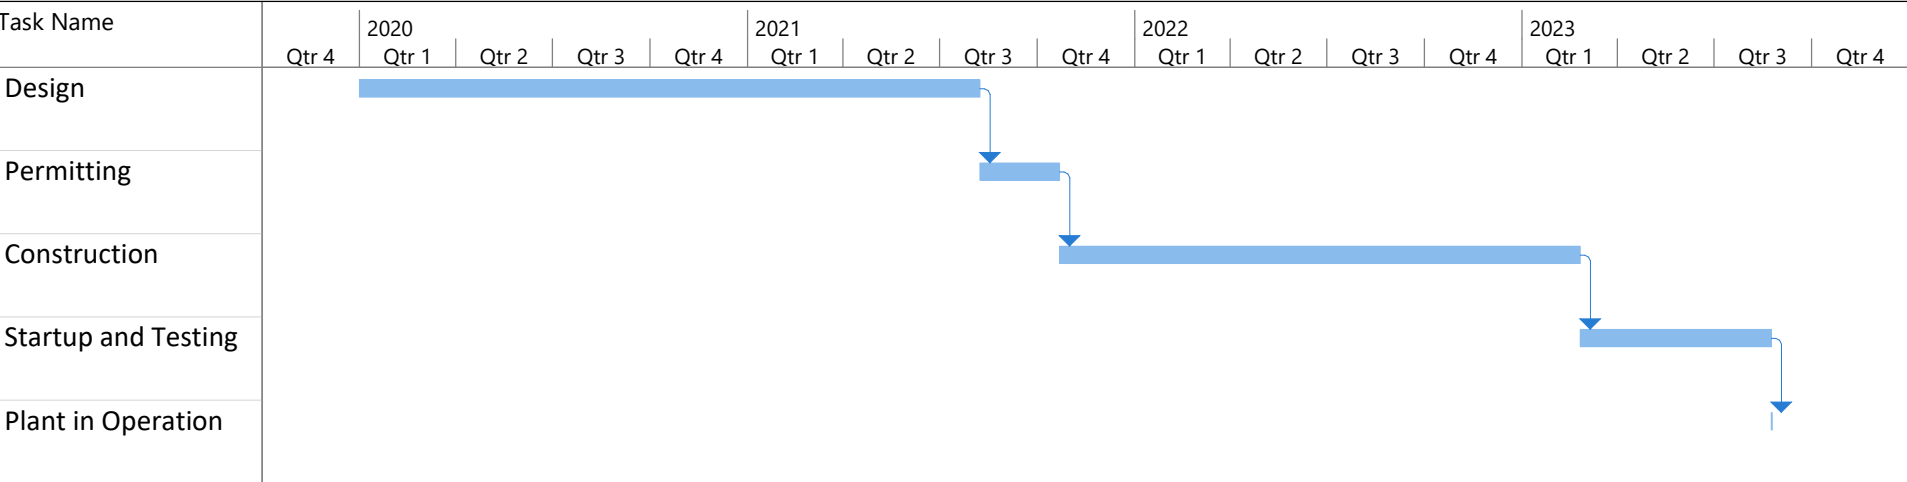 Task Name
2020 2021 2022 2023
Qtr 4 Qtr 1 Qtr 2 Qtr 3 Qtr 4 Qtr 1 Qtr 2 Qtr 3 Qtr 4 Qtr 1 Qtr 2 Qtr 3 Qtr 4 Qtr 1 Qtr 2 Qtr 3 Qtr 4
Design
Permitting
Construction
Startup and Testing
Plant in Operation